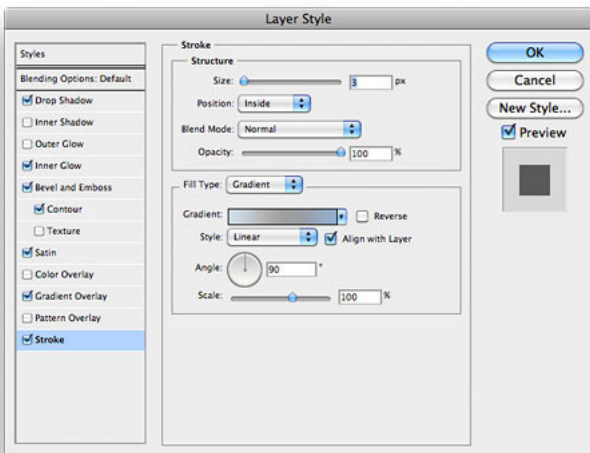 Layer Style
Styles
Blending Options: Default
Drop Shadow
Inner Shadow
Outer Glow
Inner Glow
Bevel and Emboss
Contour
Texture
Satin
Color Overlay
Gradient Overlay
Pattern Overlay
Stroke
Stroke
Structure
Size: 3 px
Position: Inside
Blend Mode: Normal
Opacity: 100 %
Fill Type: Gradient
Gradient: Reverse
Style: Linear Align with Layer
Angle: 90 °
Scale: 100 %
OK
Cancel
New Style...
Preview